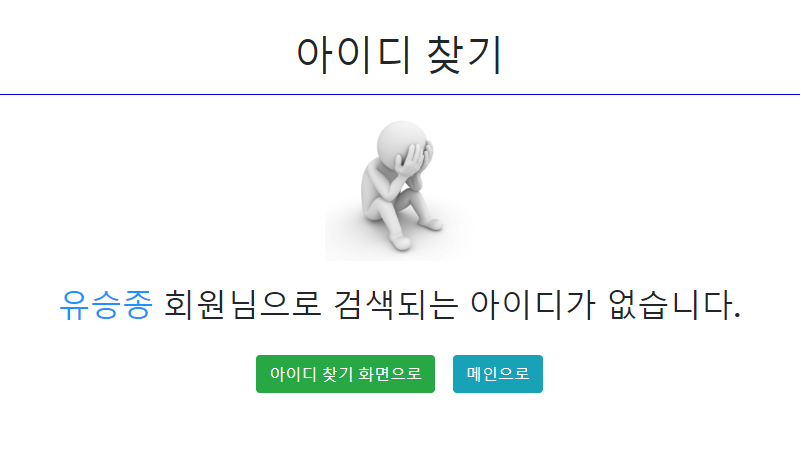 아이디 찾기
유승종 회원님으로 검색되는 아이디가 없습니다.
아이디 찾기 화면으로 메인으로